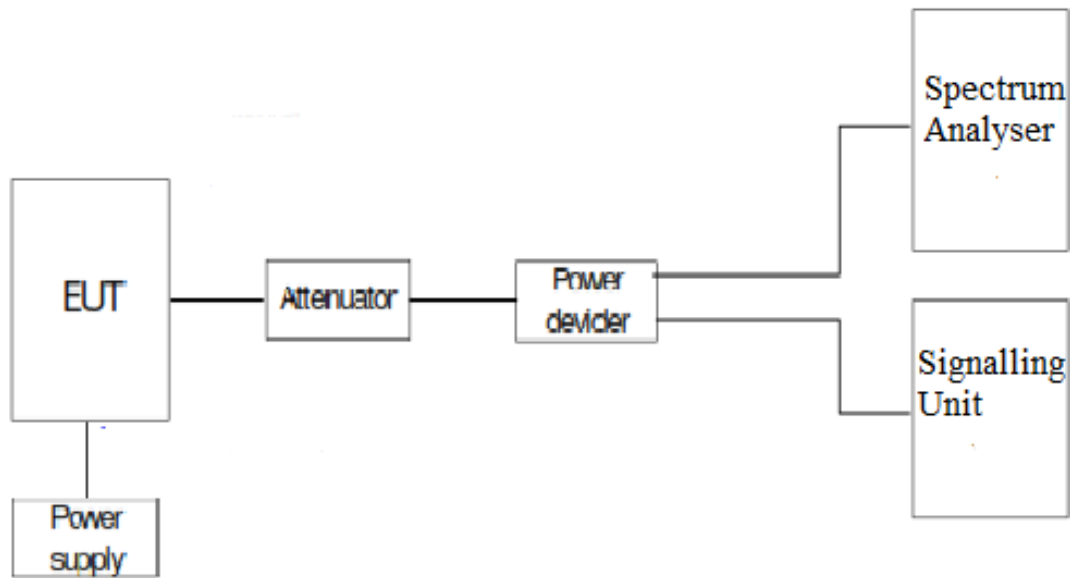 Spectrum
Analyser
EUT
Attenuator
Power
devider
Signalling
Unit
Power
supply